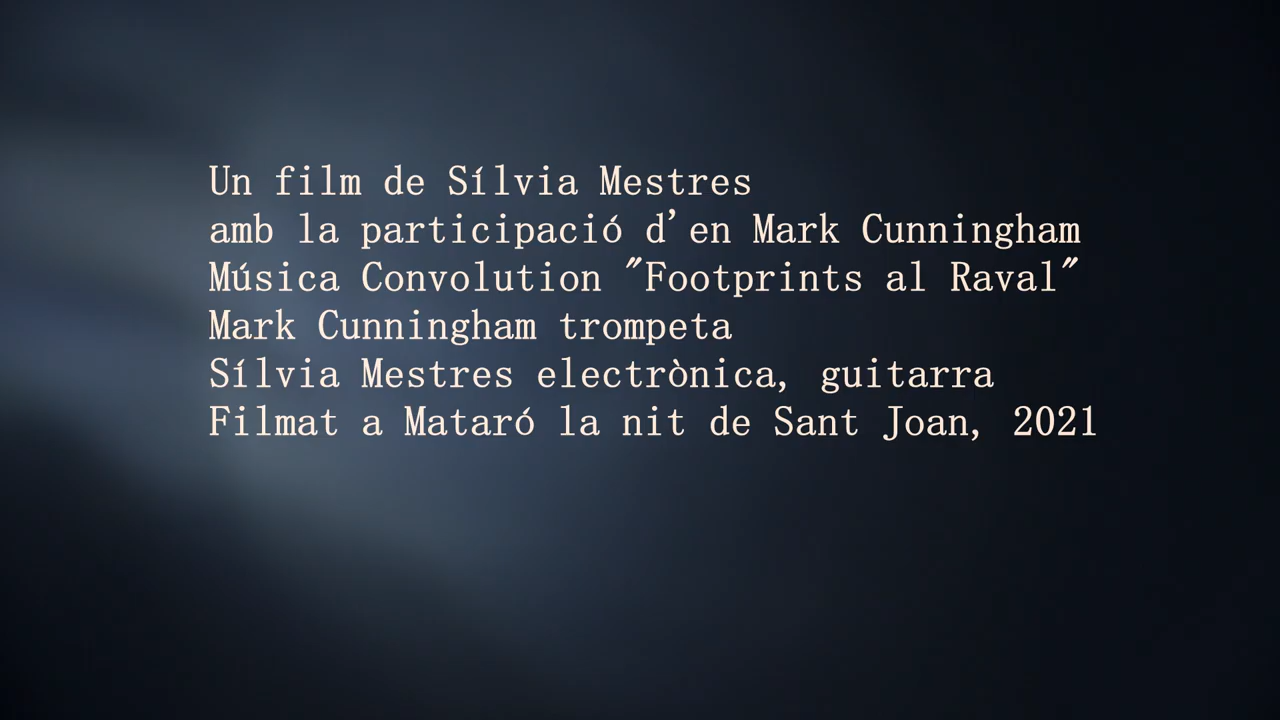 Un film de Sílvia Mestres
amb la participació d'en Mark Cunningham
Música Convolution "Footprints al Raval"
Mark Cunningham trompeta
Sílvia Mestres electrònica, guitarra
Filmat a Mataró la nit de Sant Joan, 2021